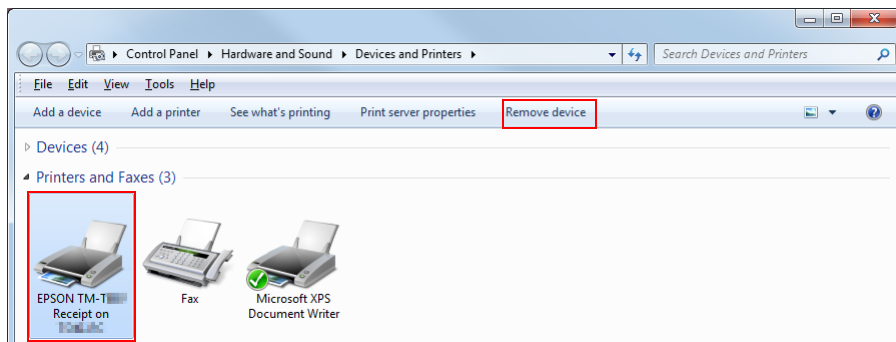 Control Panel Hardware and Sound Devices and Printers Search Devices and Printers
File Edit View Tools Help
Add a device Add a printer See what's printing Print server properties Remove device
Devices (4)
Printers and Faxes (3)
EPSON
Receipt on
Fax
Microsoft XPS
Document Writer